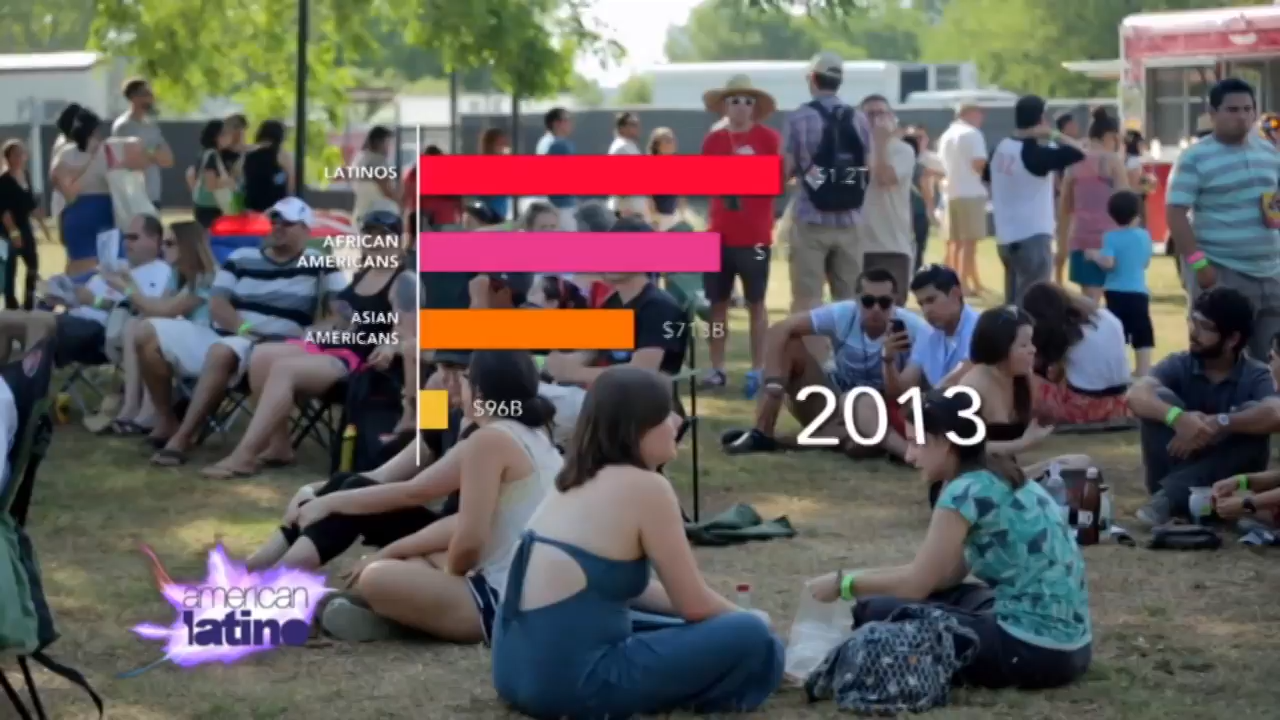 LATINOS
$1.2T
AFRICAN
AMERICANS
$
ASIAN
AMERICANS
$713B
$96B
2013
american
latino